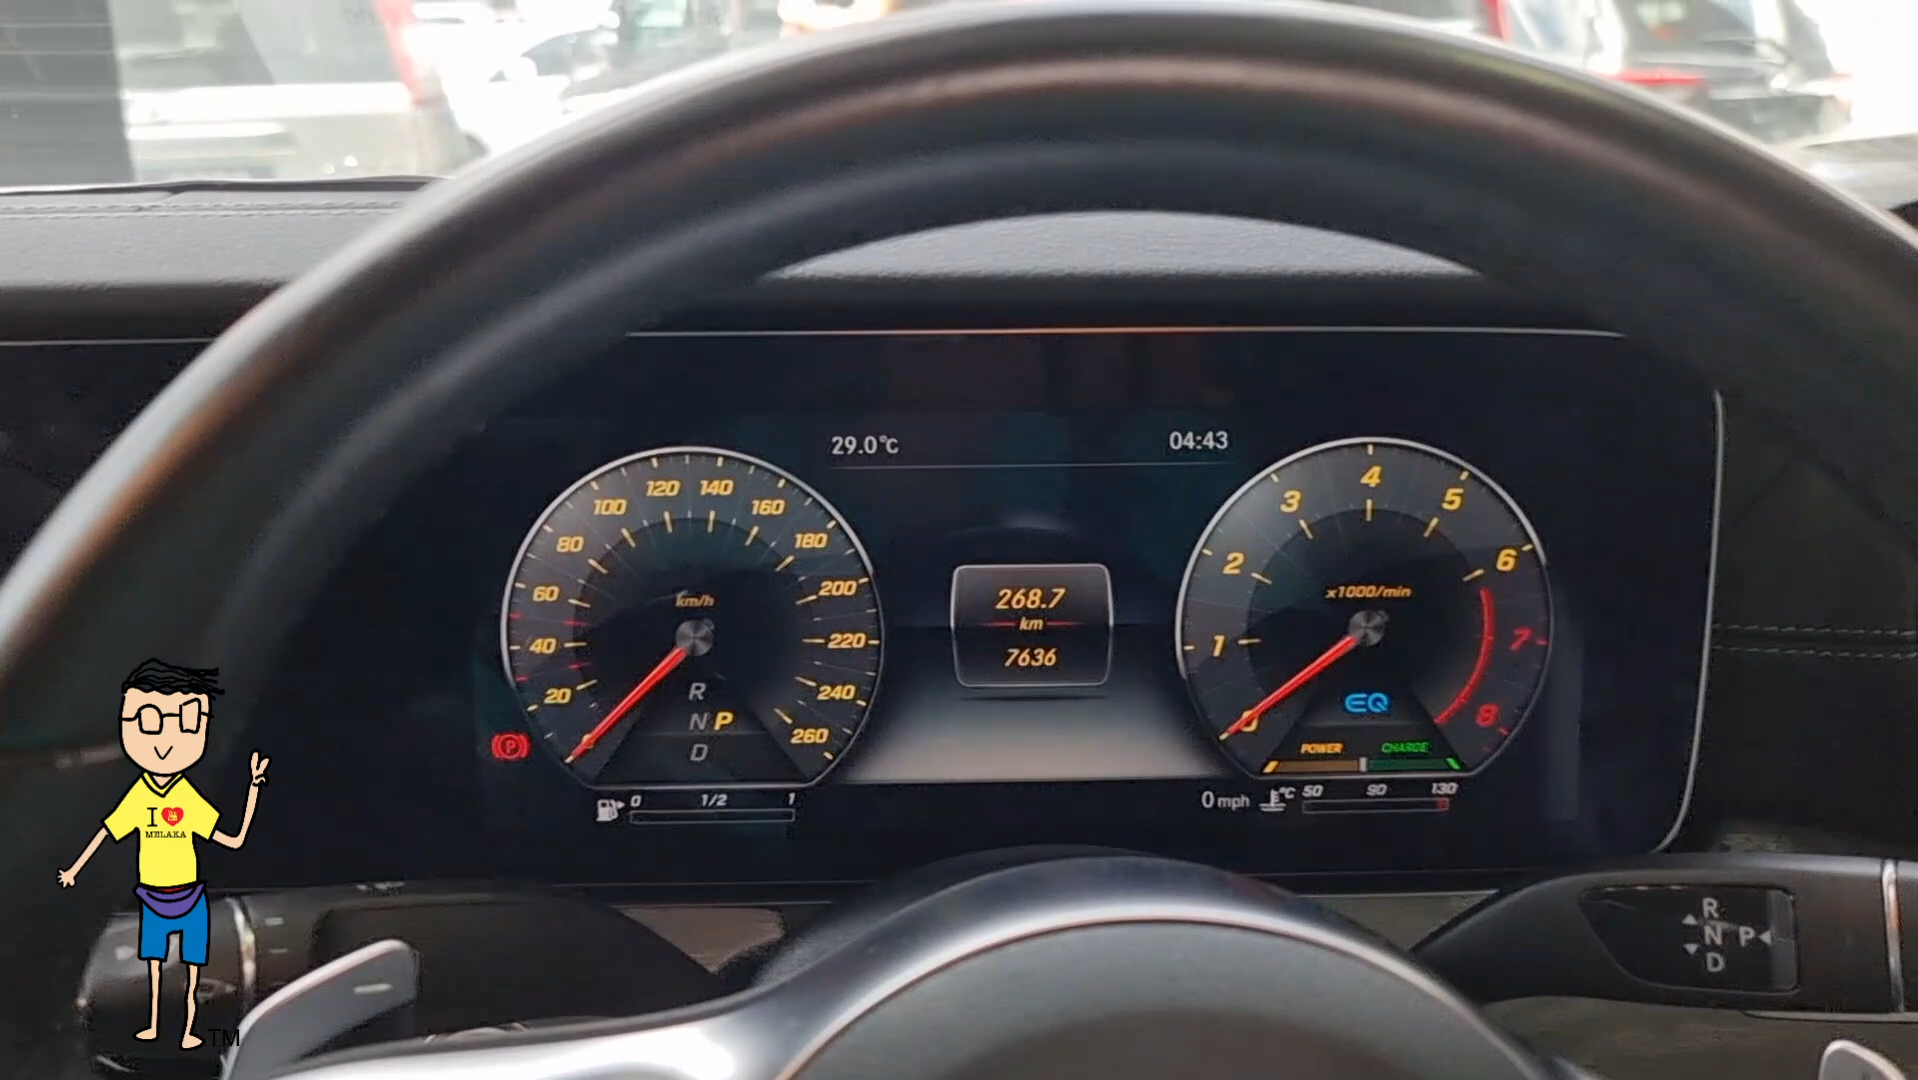 29.0°C
04:43
20
40
60
80
100
120
140
160
180
200
220
240
260
km/h
R
N P
D
268.7
km
7636
0
1
2
3
4
5
6
7
8
x1000/min
EQ
POWER
CHARGE
0 1/2 1
0 mph
°C 50 90 130
P
I
MELAKA
TM
R
N P
D